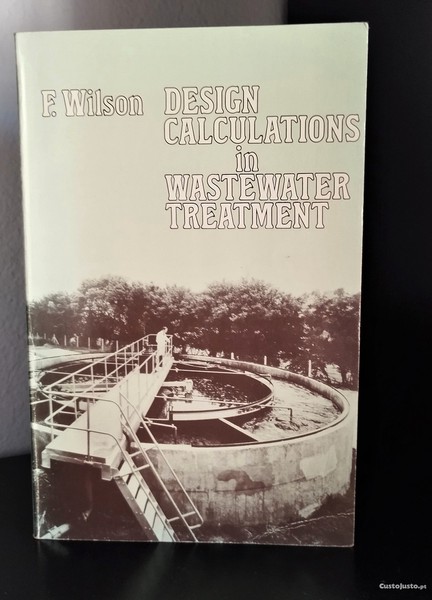 F. Wilson
DESIGN
CALCULATIONS
in
WASTEWATER
TREATMENT
CustoJusto.pt